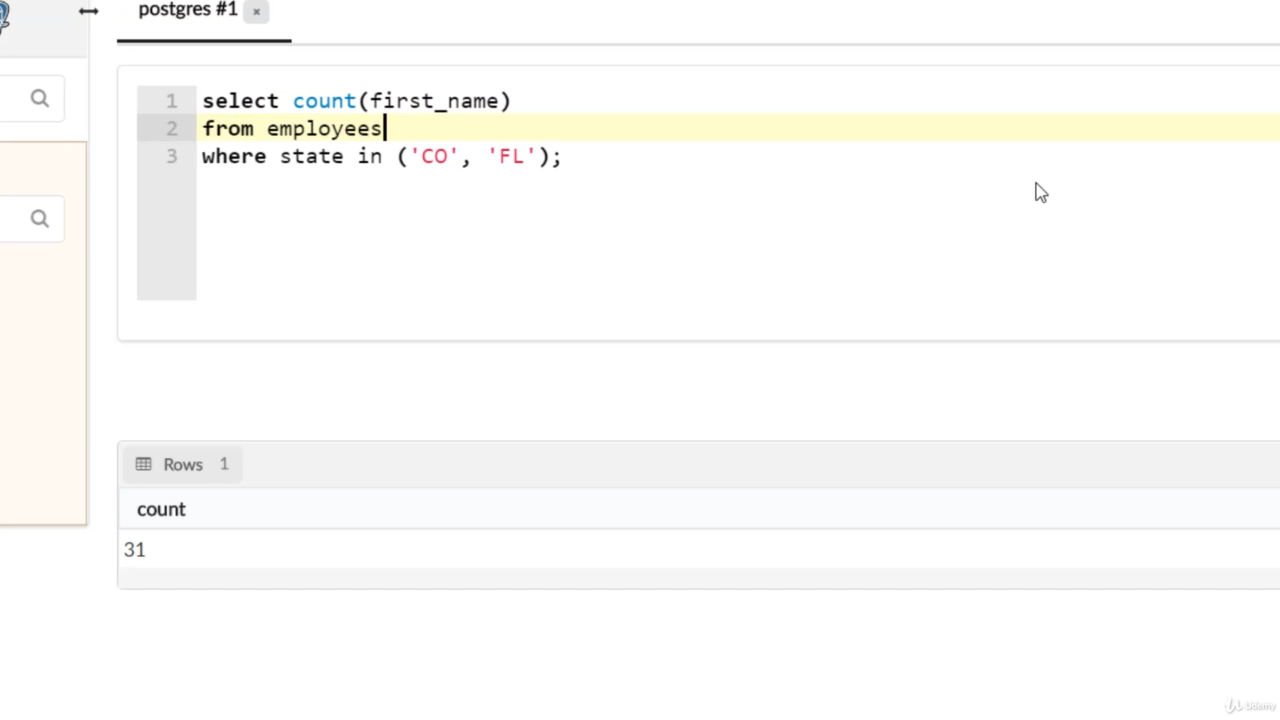 postgres #1 ×
1 select count(first_name)
2 from employees
3 where state in ('CO', 'FL');
Rows 1
count
31
Udemy